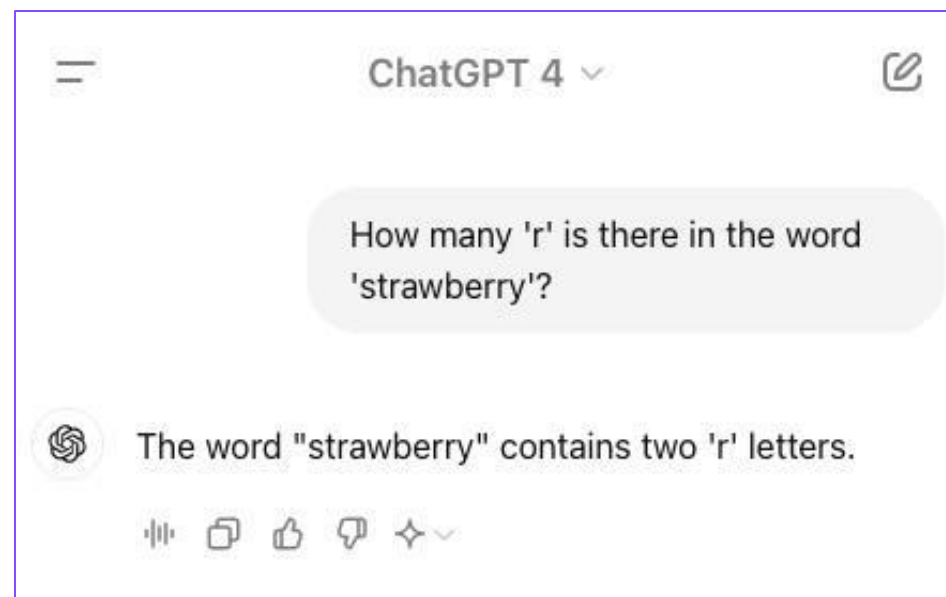 ChatGPT 4
How many 'r' is there in the word
'strawberry'?
The word "strawberry" contains two 'r' letters.